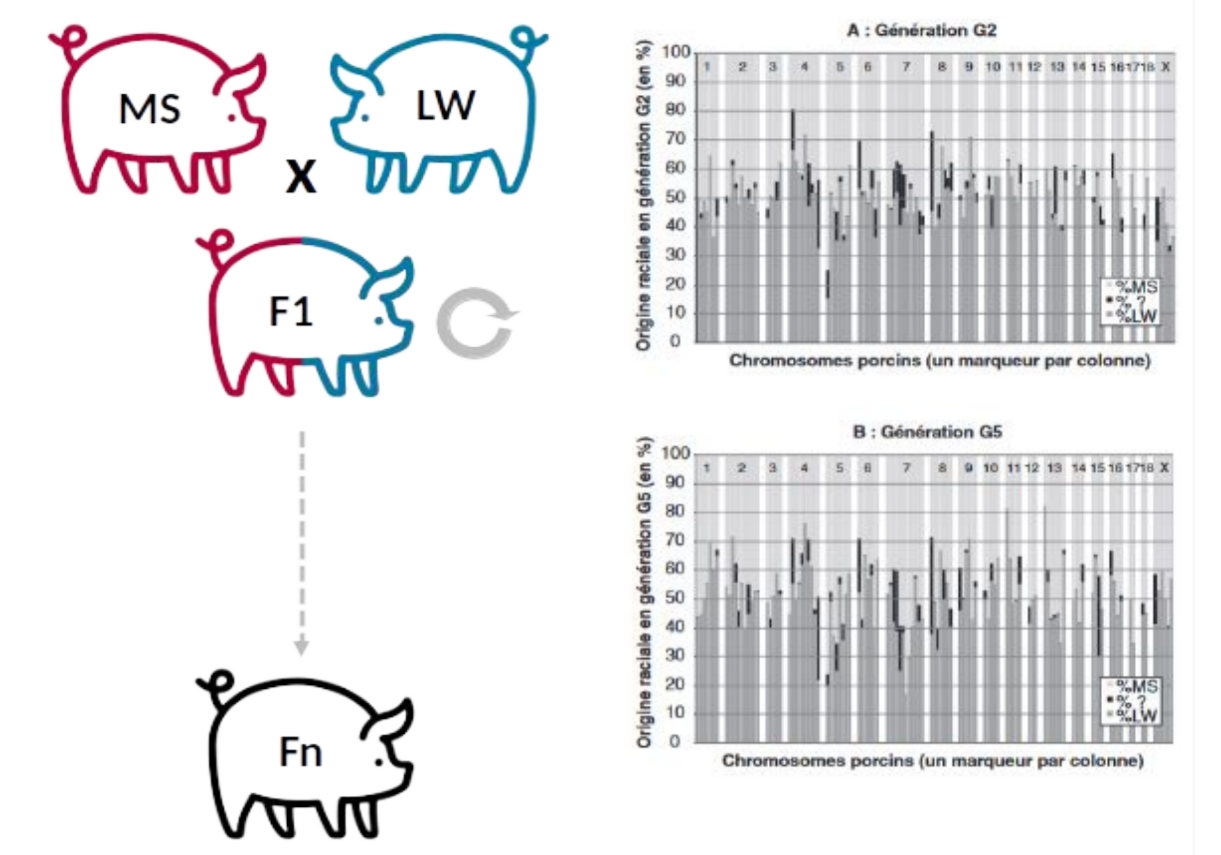 MS
LW
X
F1
Fn
A : Génération G2
Origine raciale en génération G2 (en %)
100
90
80
70
60
50
40
30
20
10
0
1 2 3 4 5 6 7 8 9 10 11 12 13 14 15 16 17 18 X
%MS
% ?
%LW
Chromosomes porcins (un marqueur par colonne)
B : Génération G5
Origine raciale en génération G5 (en %)
100
90
80
70
60
50
40
30
20
10
0
1 2 3 4 5 6 7 8 9 10 11 12 13 14 15 16 17 18 X
%MS
% ?
%LW
Chromosomes porcins (un marqueur par colonne)